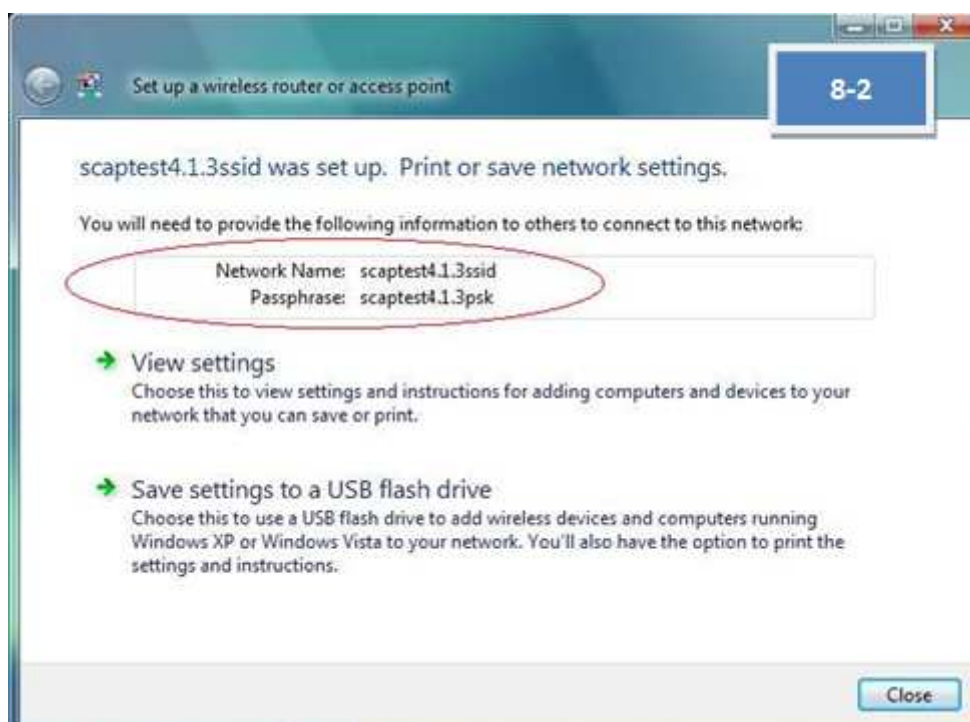 Set up a wireless router or access point
8-2
scaptest4.1.3ssid was set up. Print or save network settings.
You will need to provide the following information to others to connect to this network:
Network Name: scaptest4.1.3ssid
Passphrase: scaptest4.1.3psk
View settings
Choose this to view settings and instructions for adding computers and devices to your
network that you can save or print.
Save settings to a USB flash drive
Choose this to use a USB flash drive to add wireless devices and computers running
Windows XP or Windows Vista to your network. You'll also have the option to print the
settings and instructions.
Close